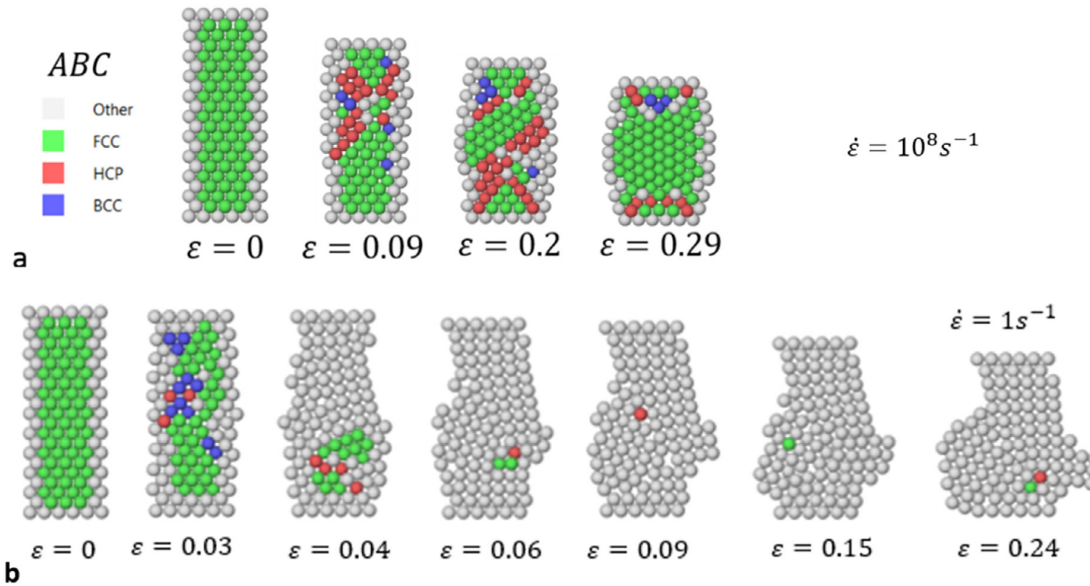 ABC
Other
FCC
HCP
BCC
ε̇ = 10⁸s⁻¹
ε = 0 ε = 0.09 ε = 0.2 ε = 0.29
a
ε̇ = 1s⁻¹
ε = 0 ε = 0.03 ε = 0.04 ε = 0.06 ε = 0.09 ε = 0.15 ε = 0.24
b